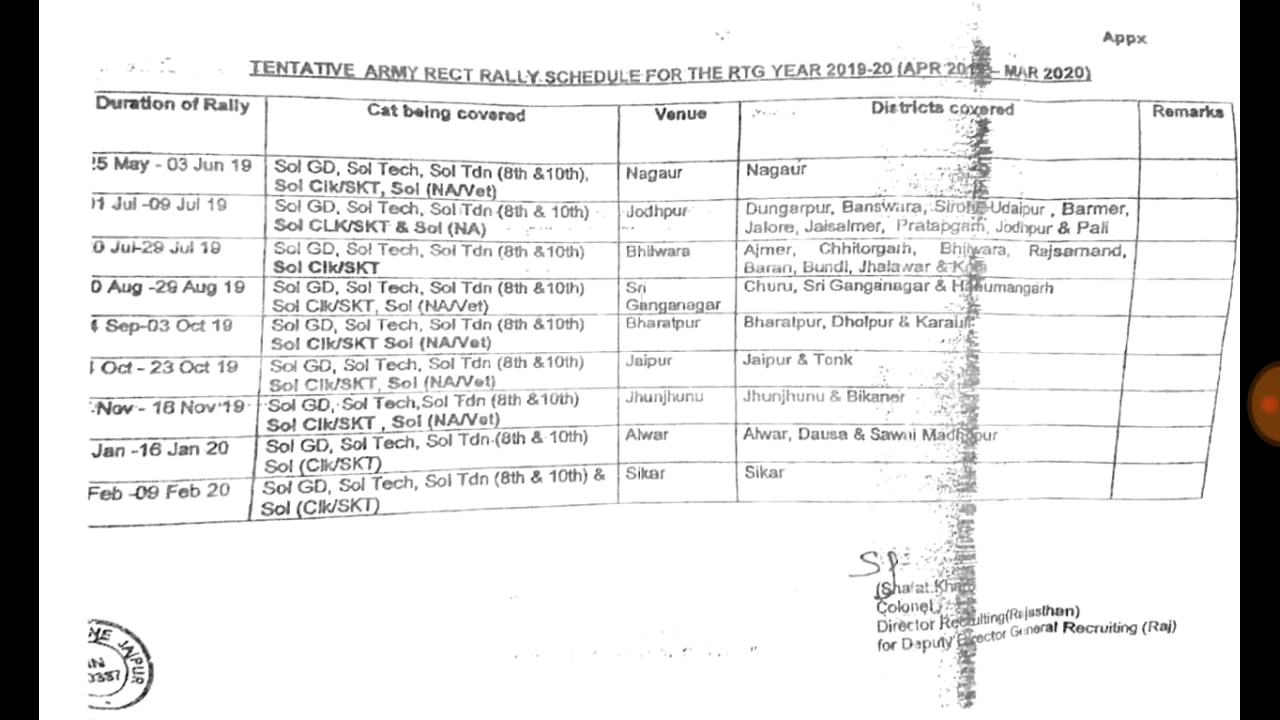 Appx
TENTATIVE ARMY RECT RALLY SCHEDULE FOR THE RTG YEAR 2019-20 (APR – MAR 2020)
Duration of Rally Cat being covered Venue Districts covered Remarks
5 May - 03 Jun 19 Sol GD, Sol Tech, Sol Tdn (8th &10th), Nagaur Nagaur
Sol Clk/SKT, Sol (NA/Vet)
1 Jul -09 Jul 19 Sol GD, Sol Tech, Sol Tdn (8th & 10th) Jodhpur Dungarpur, Banswara, Sirohi, Udaipur , Barmer,
Sol CLK/SKT & Sol (NA) Jalore, Jaisalmer, Pratapgarh, Jodhpur & Pali
0 Jul-29 Jul 19 Sol GD, Sol Tech, Sol Tdn (8th &10th) Bhilwara Ajmer, Chhitorgarh, Bhilwara, Rajsamand,
Sol Clk/SKT Baran, Bundi, Jhalawar &
0 Aug -29 Aug 19 Sol GD, Sol Tech, Sol Tdn (8th &10th) Sri Churu, Sri Ganganagar & Hanumangarh
Sol Clk/SKT, Sol (NA/Vet) Ganganagar
4 Sep-03 Oct 19 Sol GD, Sol Tech, Sol Tdn (8th &10th) Bharatpur Bharatpur, Dholpur & Karauli
Sol Clk/SKT Sol (NA/Vet)
Oct - 23 Oct 19 Sol GD, Sol Tech, Sol Tdn (8th &10th) Jaipur Jaipur & Tonk
Sol Clk/SKT, Sol (NA/Vet)
Nov - 16 Nov'19 Sol GD, Sol Tech,Sol Tdn (8th &10th) Jhunjhunu Jhunjhunu & Bikaner
Sol Clk/SKT , Sol (NA/Vet)
Jan -16 Jan 20 Sol GD, Sol Tech, Sol Tdn (8th & 10th) Alwar Alwar, Dausa & Sawai Madhopur
Sol (Clk/SKT)
Feb -09 Feb 20 Sol GD, Sol Tech, Sol Tdn (8th & 10th) & Sikar Sikar
Sol (Clk/SKT)
(Shafat
Colonel
Director Recruiting(Rajasthan)
for Deputy Director General Recruiting (Raj)
JAIPUR